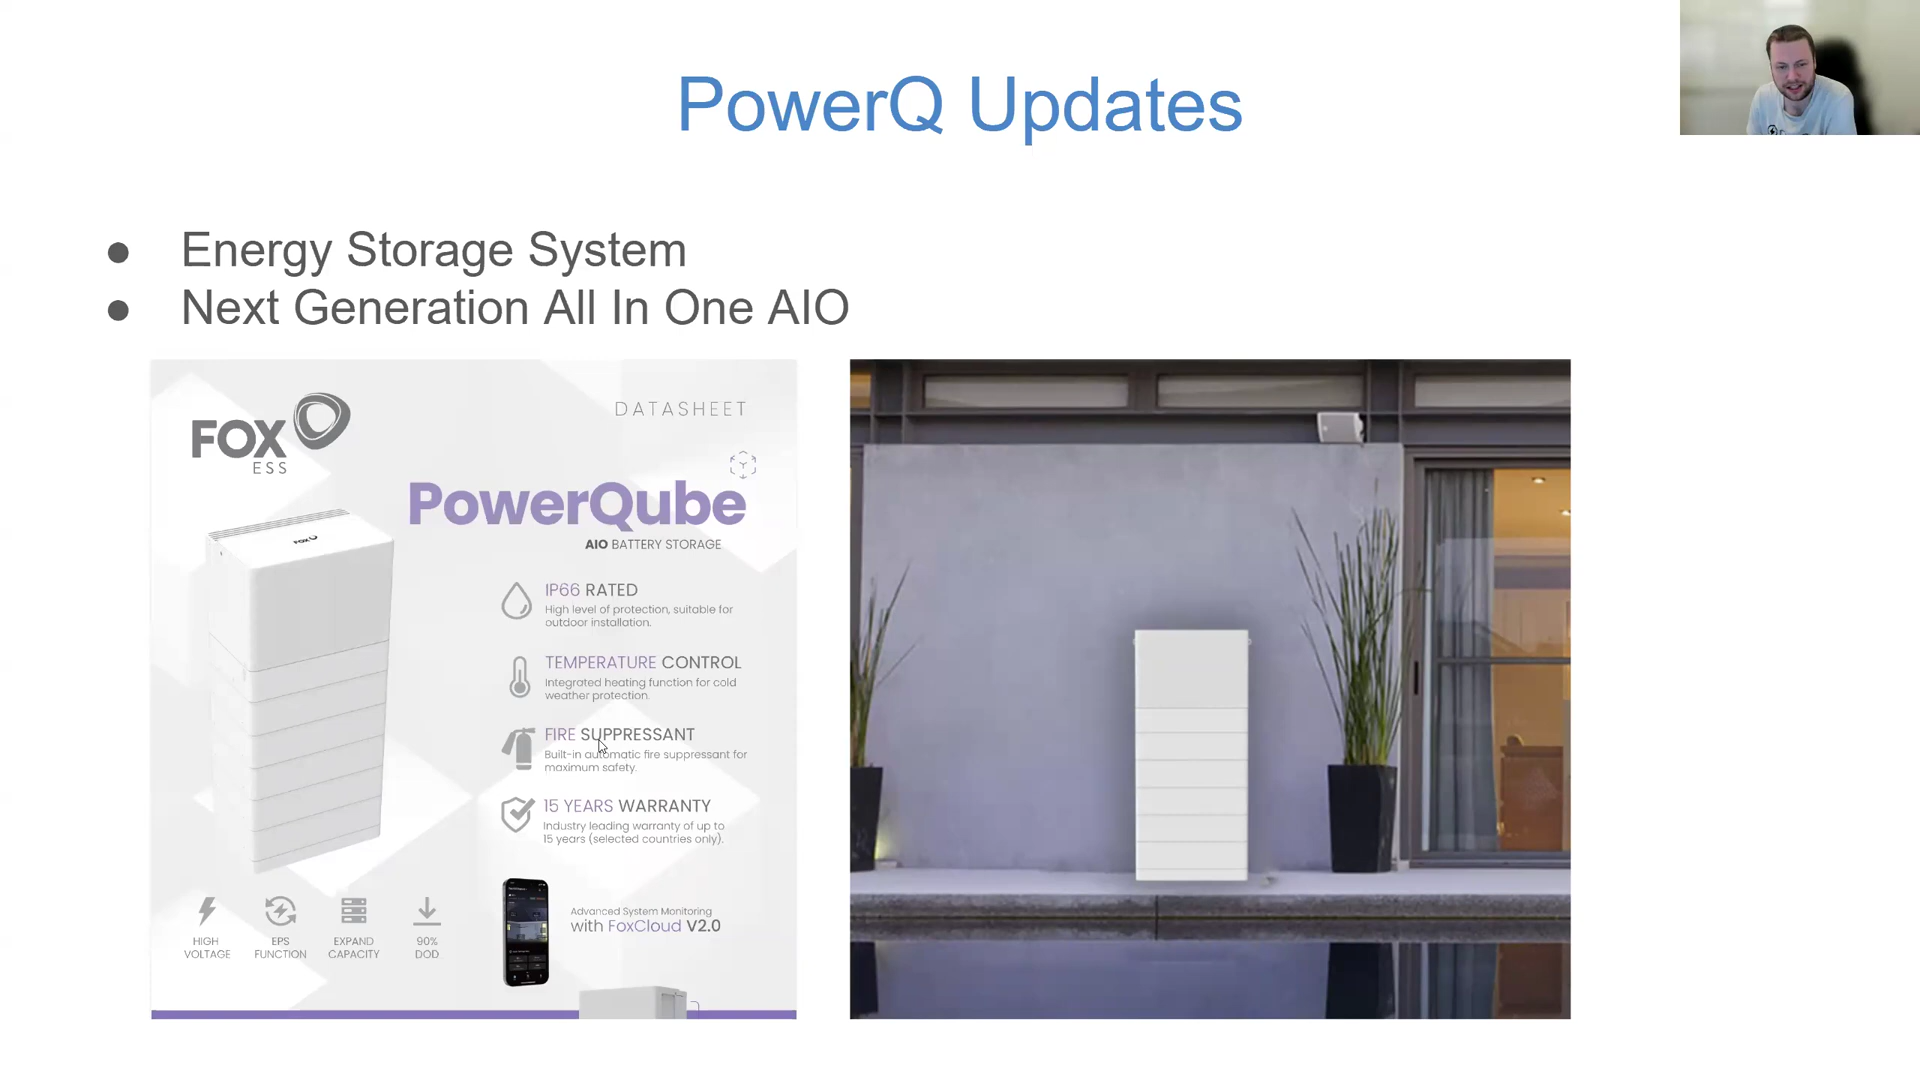 PowerQ Updates
● Energy Storage System
● Next Generation All In One AIO
FOX
ESS
DATASHEET
PowerQube
AIO BATTERY STORAGE
FOX
IP66 RATED
High level of protection, suitable for
outdoor installation.
TEMPERATURE CONTROL
Integrated heating function for cold
weather protection.
FIRE SUPPRESSANT
Built-in automatic fire suppressant for
maximum safety.
15 YEARS WARRANTY
Industry leading warranty of up to
15 years (selected countries only).
HIGH
VOLTAGE
EPS
FUNCTION
EXPAND
CAPACITY
90%
DOD
Advanced System Monitoring
with FoxCloud V2.0